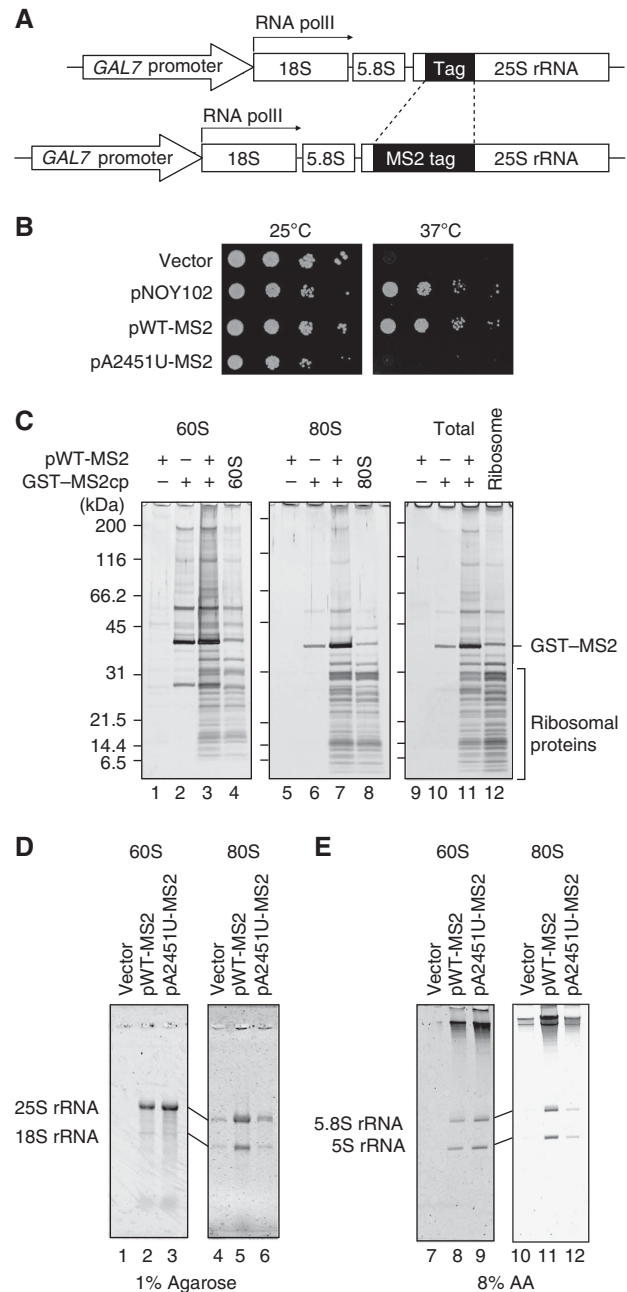 A
RNA polII
GAL7 promoter
18S
5.8S
Tag
25S rRNA
RNA polII
GAL7 promoter
18S
5.8S
MS2 tag
25S rRNA
B
25°C
37°C
Vector
pNOY102
pWT-MS2
pA2451U-MS2
C
60S
80S
Total
pWT-MS2 + – + 60S + – + 80S + – + Ribosome
GST–MS2cp – + + – + + – + +
(kDa)
200
116
66.2
45
31
21.5
14.4
6.5
GST–MS2
Ribosomal
proteins
1 2 3 4 5 6 7 8 9 10 11 12
D
60S
80S
Vector
pWT-MS2
pA2451U-MS2
Vector
pWT-MS2
pA2451U-MS2
25S rRNA
18S rRNA
1 2 3 4 5 6
1% Agarose
E
60S
80S
Vector
pWT-MS2
pA2451U-MS2
Vector
pWT-MS2
pA2451U-MS2
5.8S rRNA
5S rRNA
7 8 9 10 11 12
8% AA